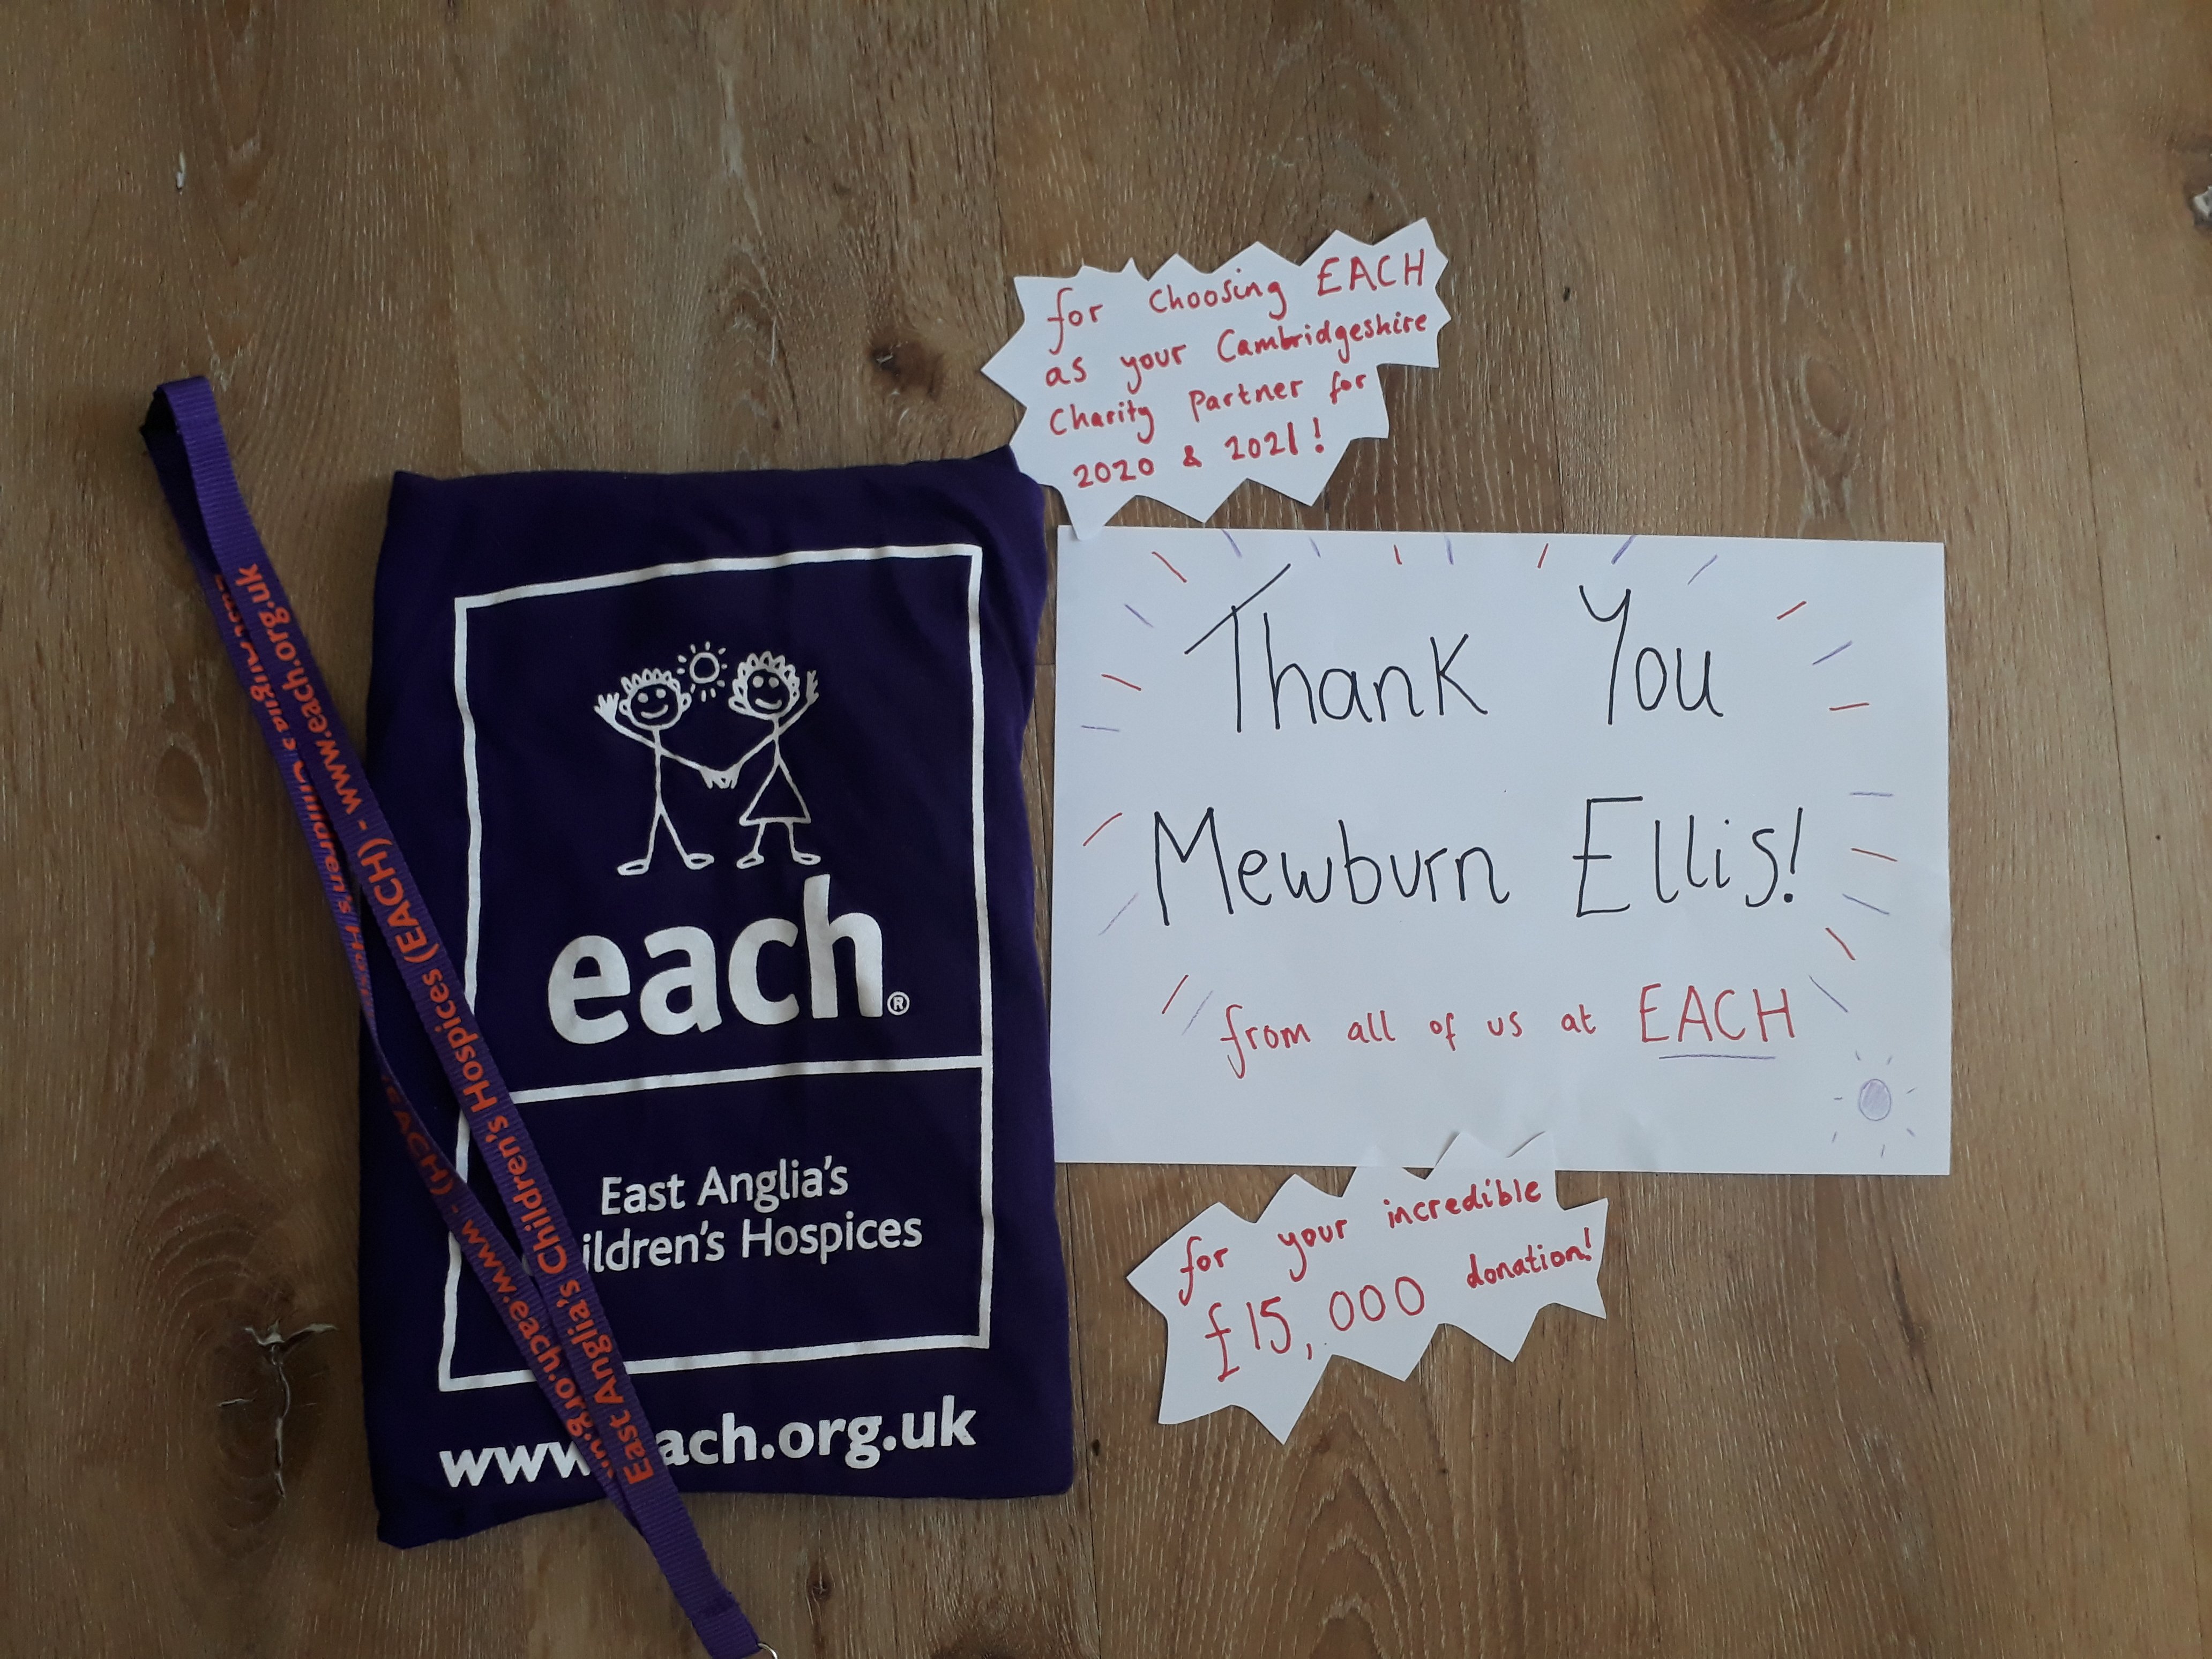 for choosing EACH
as your Cambridgeshire
Charity Partner for
2020 & 2021!
Thank You
Mewburn Ellis!
from all of us at EACH
for your incredible
£15,000 donation!
each®
East Anglia's
ildren's Hospices
www. ach.org.uk
East Anglia's Children's Hospices (EACH) - www.each.org.uk